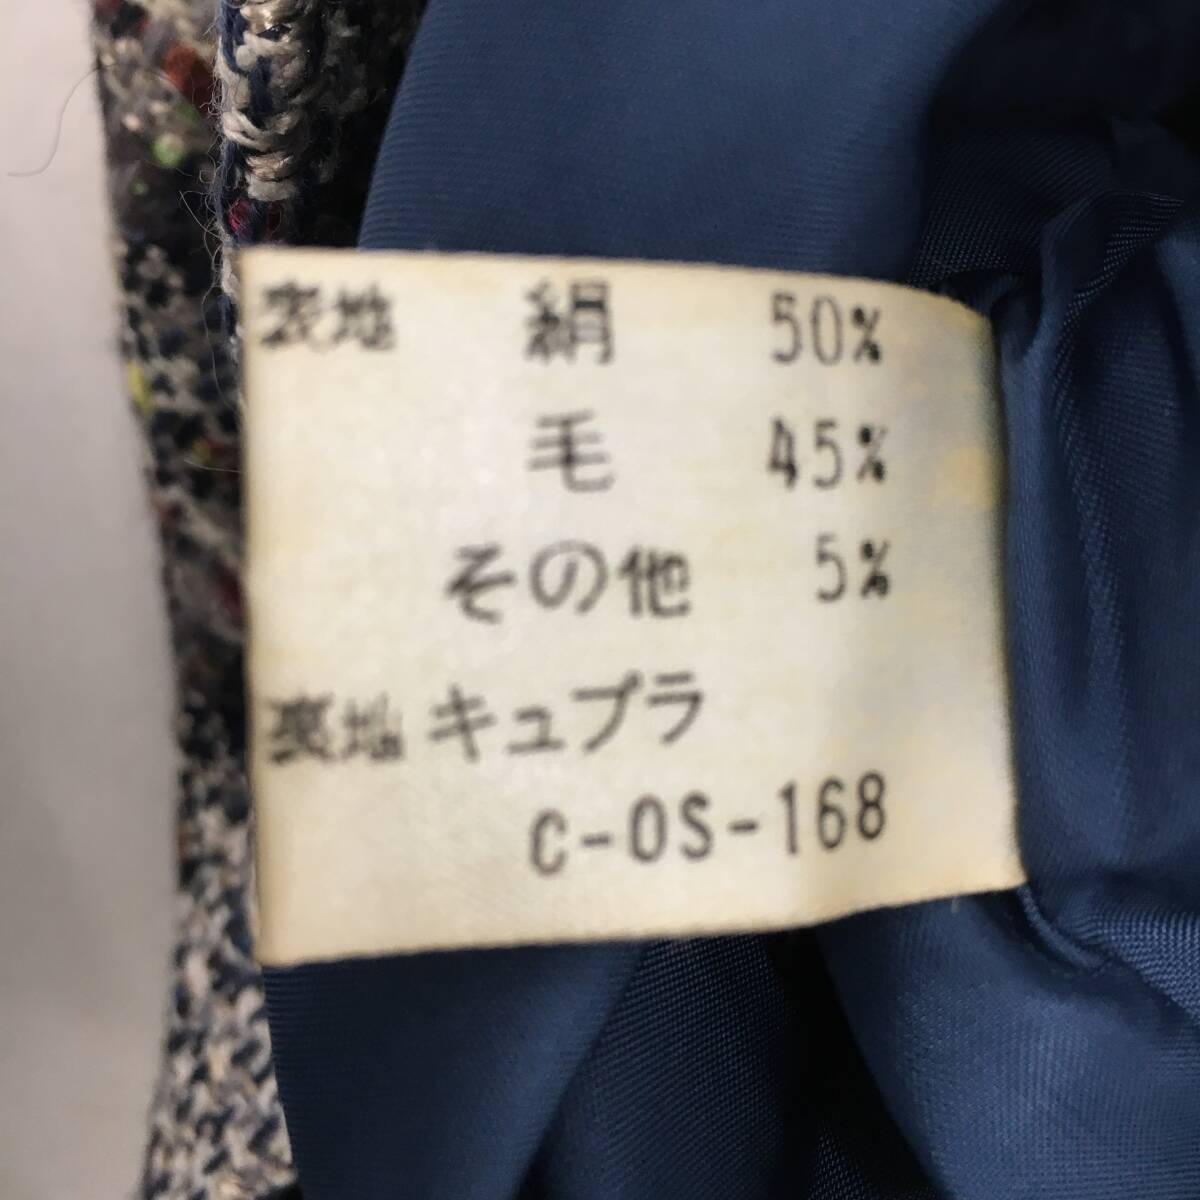 表地 絹 50%
毛 45%
その他 5%
裏地 キュプラ
C-OS-168